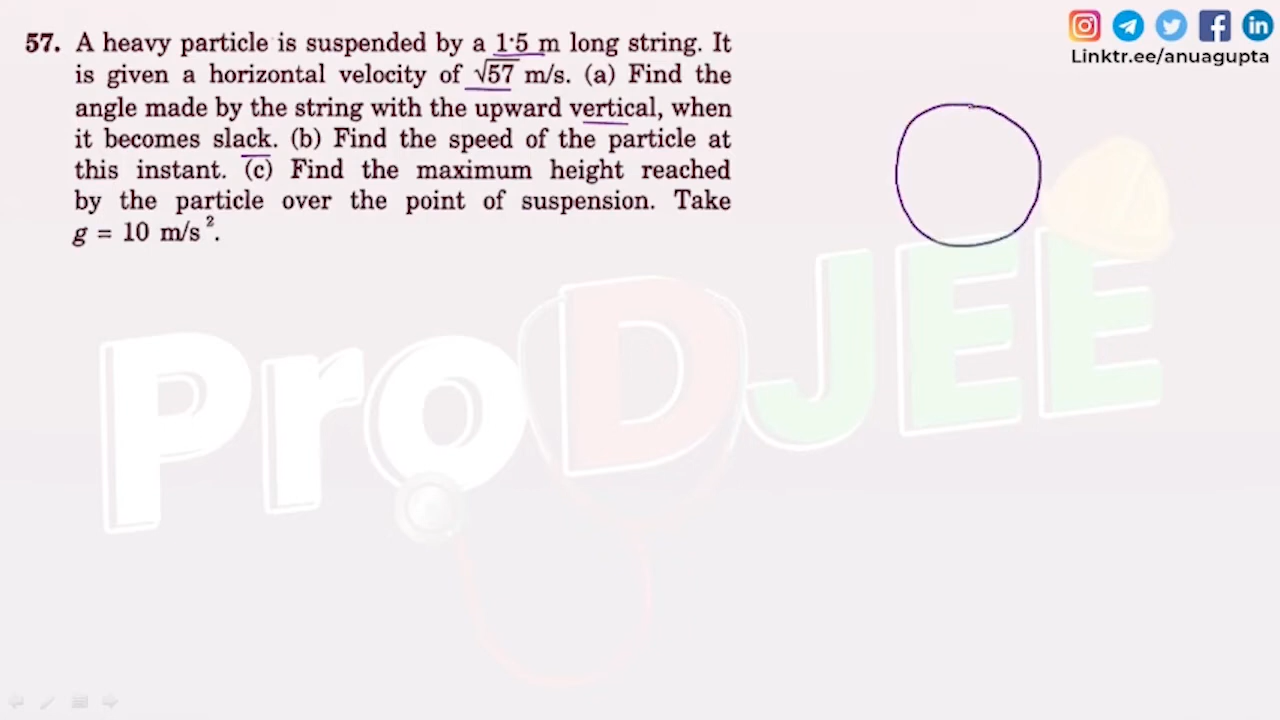 57. A heavy particle is suspended by a 1·5 m long string. It
is given a horizontal velocity of √57 m/s. (a) Find the
angle made by the string with the upward vertical, when
it becomes slack. (b) Find the speed of the particle at
this instant. (c) Find the maximum height reached
by the particle over the point of suspension. Take
g = 10 m/s².
Linktr.ee/anuagupta
ProDJEE